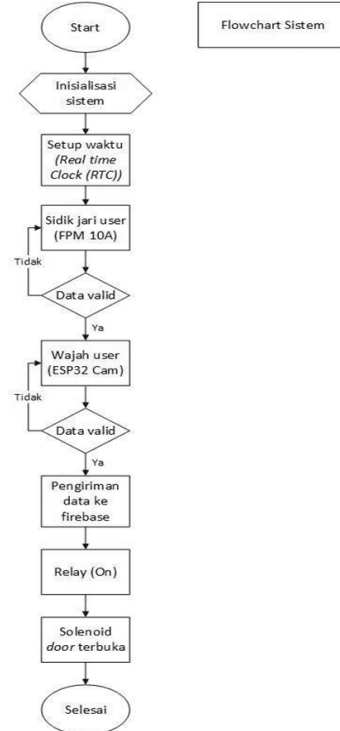 Start
Flowchart Sistem
Inisialisasi
sistem
Setup waktu
(Real time
Clock (RTC))
Sidik jari user
(FPM 10A)
Tidak
Data valid
Ya
Wajah user
(ESP32 Cam)
Tidak
Data valid
Ya
Pengiriman
data ke
firebase
Relay (On)
Solenoid
door terbuka
Selesai